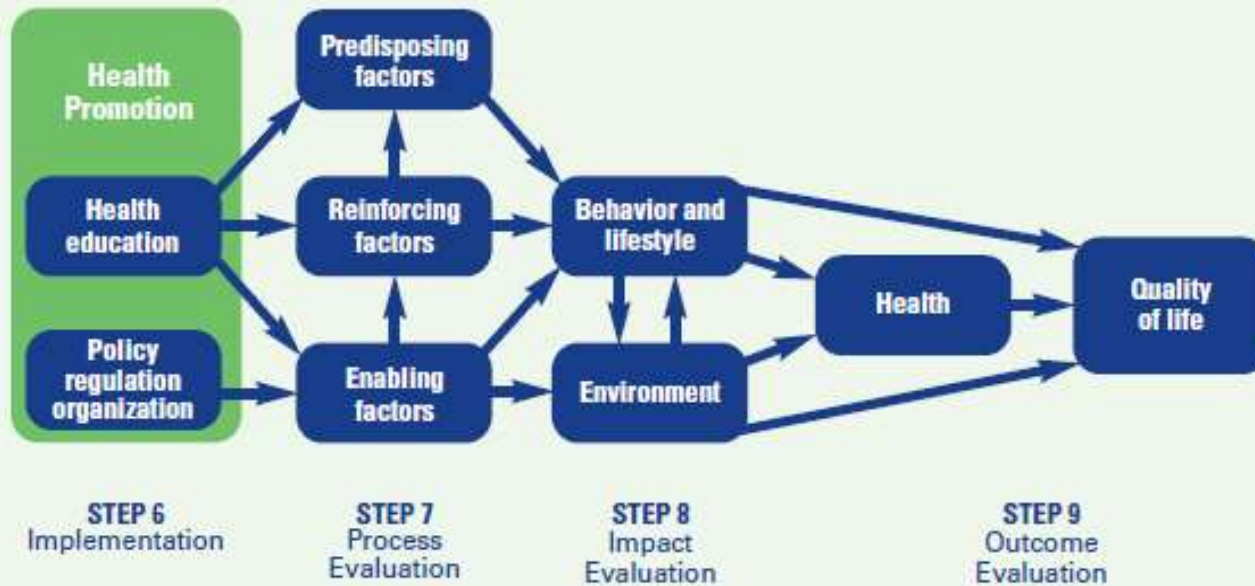 Health
Promotion
Predisposing
factors
Health
education
Reinforcing
factors
Behavior and
lifestyle
Health
Quality
of life
Policy
regulation
organization
Enabling
factors
Environment
STEP 6
Implementation
STEP 7
Process
Evaluation
STEP 8
Impact
Evaluation
STEP 9
Outcome
Evaluation